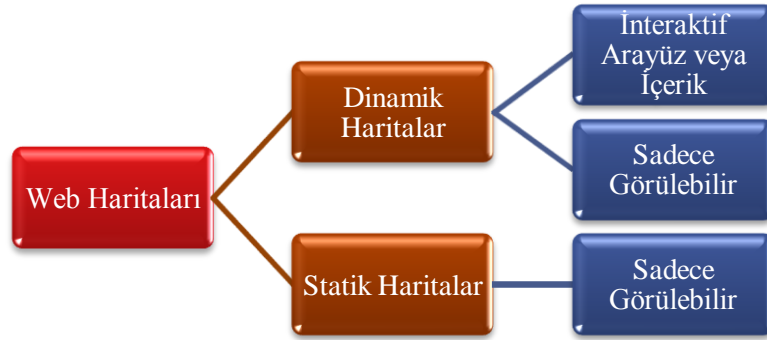 Web Haritaları
Dinamik
Haritalar
İnteraktif
Arayüz veya
İçerik
Sadece
Görülebilir
Statik Haritalar
Sadece
Görülebilir